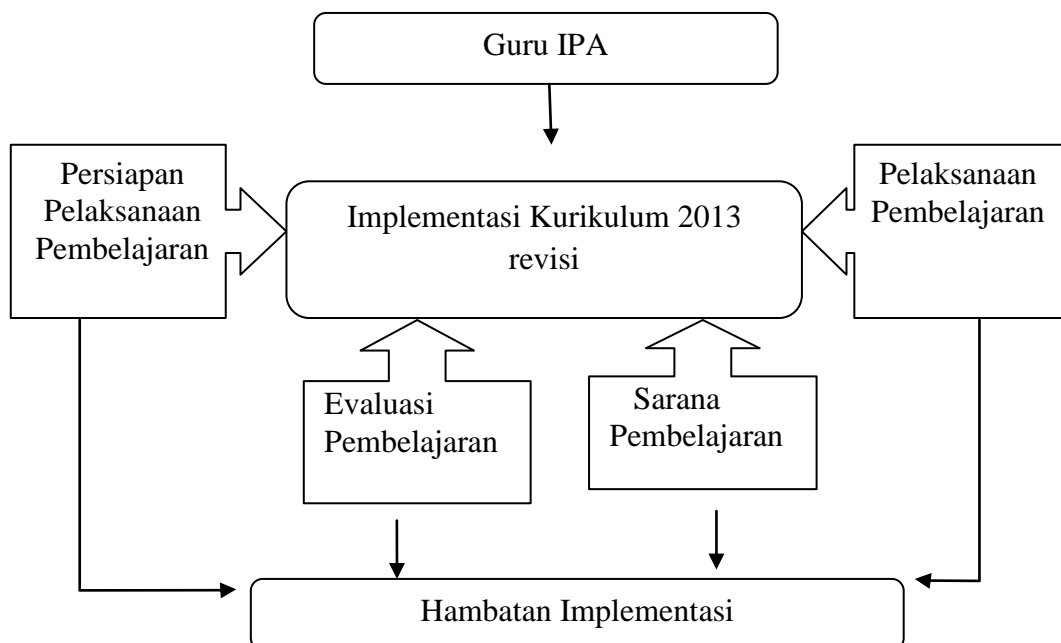 Guru IPA
Persiapan
Pelaksanaan
Pembelajaran
Implementasi Kurikulum 2013
revisi
Pelaksanaan
Pembelajaran
Evaluasi
Pembelajaran
Sarana
Pembelajaran
Hambatan Implementasi